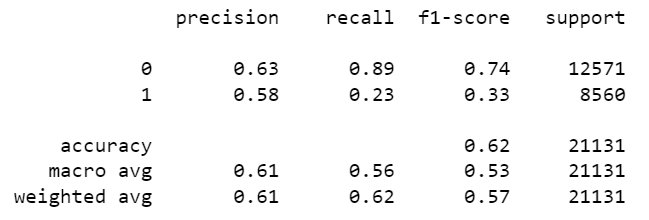 precision recall f1-score support
0 0.63 0.89 0.74 12571
1 0.58 0.23 0.33 8560
accuracy 0.62 21131
macro avg 0.61 0.56 0.53 21131
weighted avg 0.61 0.62 0.57 21131